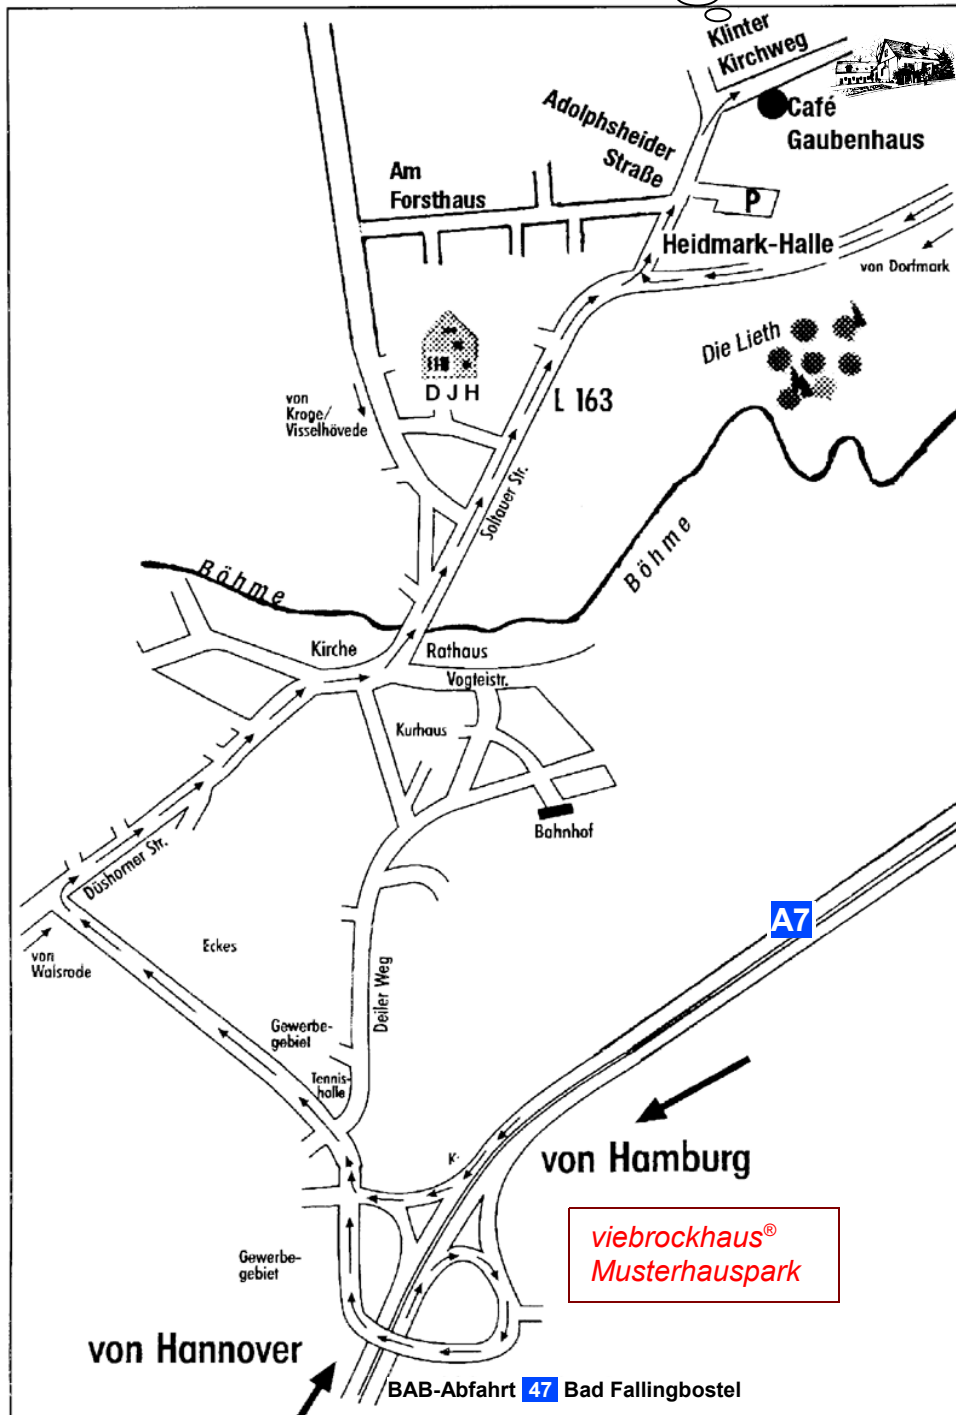 Klinter
Kirchweg
Café
Gaubenhaus
Adolphsheider
Straße
Am
Forsthaus
P
Heidmark-Halle
von Dorfmark
Die Lieth
D J H
L 163
von
Kroge/
Visselhövede
Soltauer Str.
Böhme
Böhme
Kirche
Rathaus
Vogteistr.
Kurhaus
Bahnhof
Düshorner Str.
A7
von
Walsrode
Eckes
Deiler Weg
Gewerbe-
gebiet
Tennis-
halle
von Hamburg
K
viebrockhaus®
Musterhauspark
Gewerbe-
gebiet
von Hannover
BAB-Abfahrt 47 Bad Fallingbostel